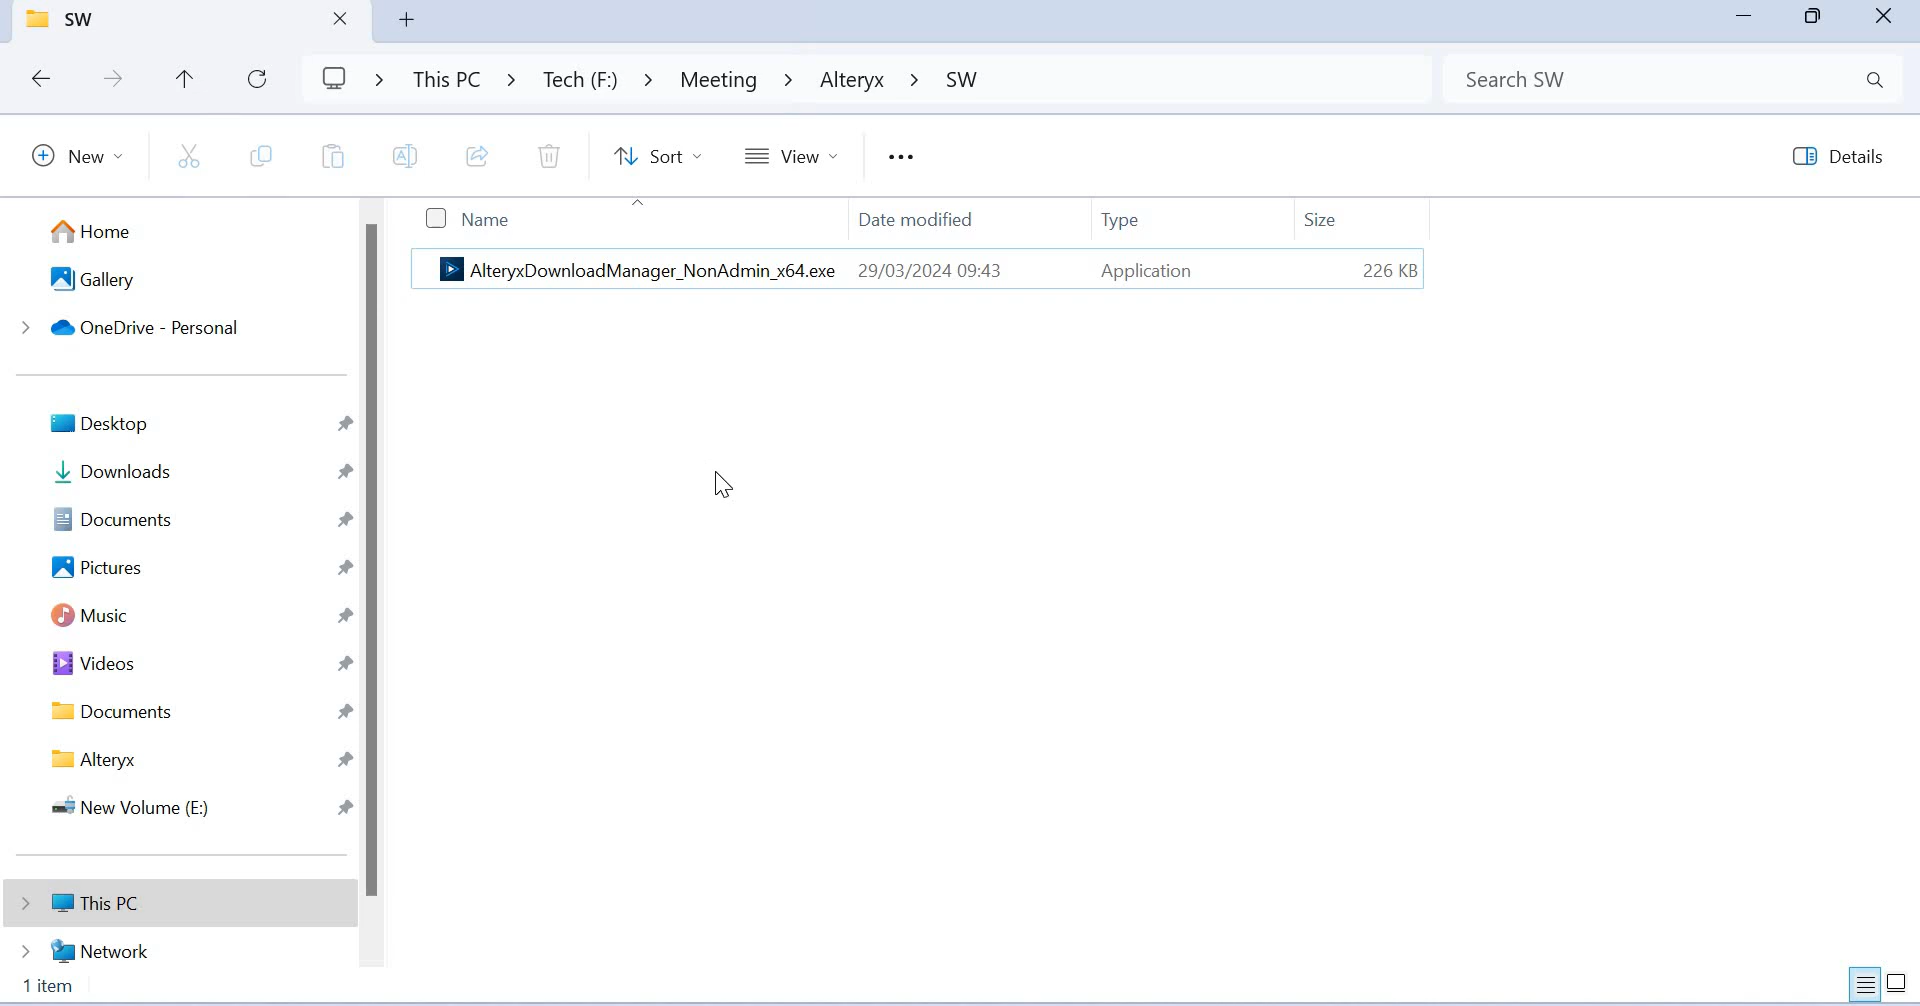 SW
This PC > Tech (F:) > Meeting > Alteryx > SW
Search SW
New
Sort
View
Details
Name Date modified Type Size
AlteryxDownloadManager_NonAdmin_x64.exe 29/03/2024 09:43 Application 226 KB
Home
Gallery
OneDrive - Personal
Desktop
Downloads
Documents
Pictures
Music
Videos
Documents
Alteryx
New Volume (E:)
This PC
Network
1 item